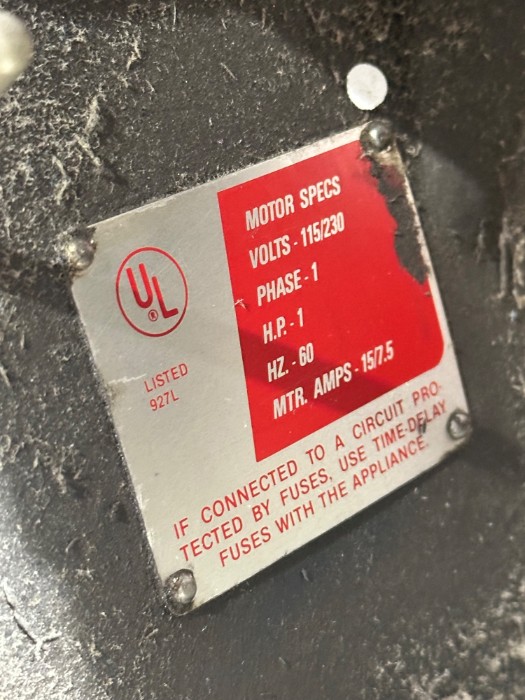 MOTOR SPECS
VOLTS - 115/230
PHASE - 1
H.P. - 1
HZ. - 60
MTR. AMPS - 15/7.5
UL
®
LISTED
927L
IF CONNECTED TO A CIRCUIT PRO-
TECTED BY FUSES, USE TIME-DELAY
FUSES WITH THE APPLIANCE.